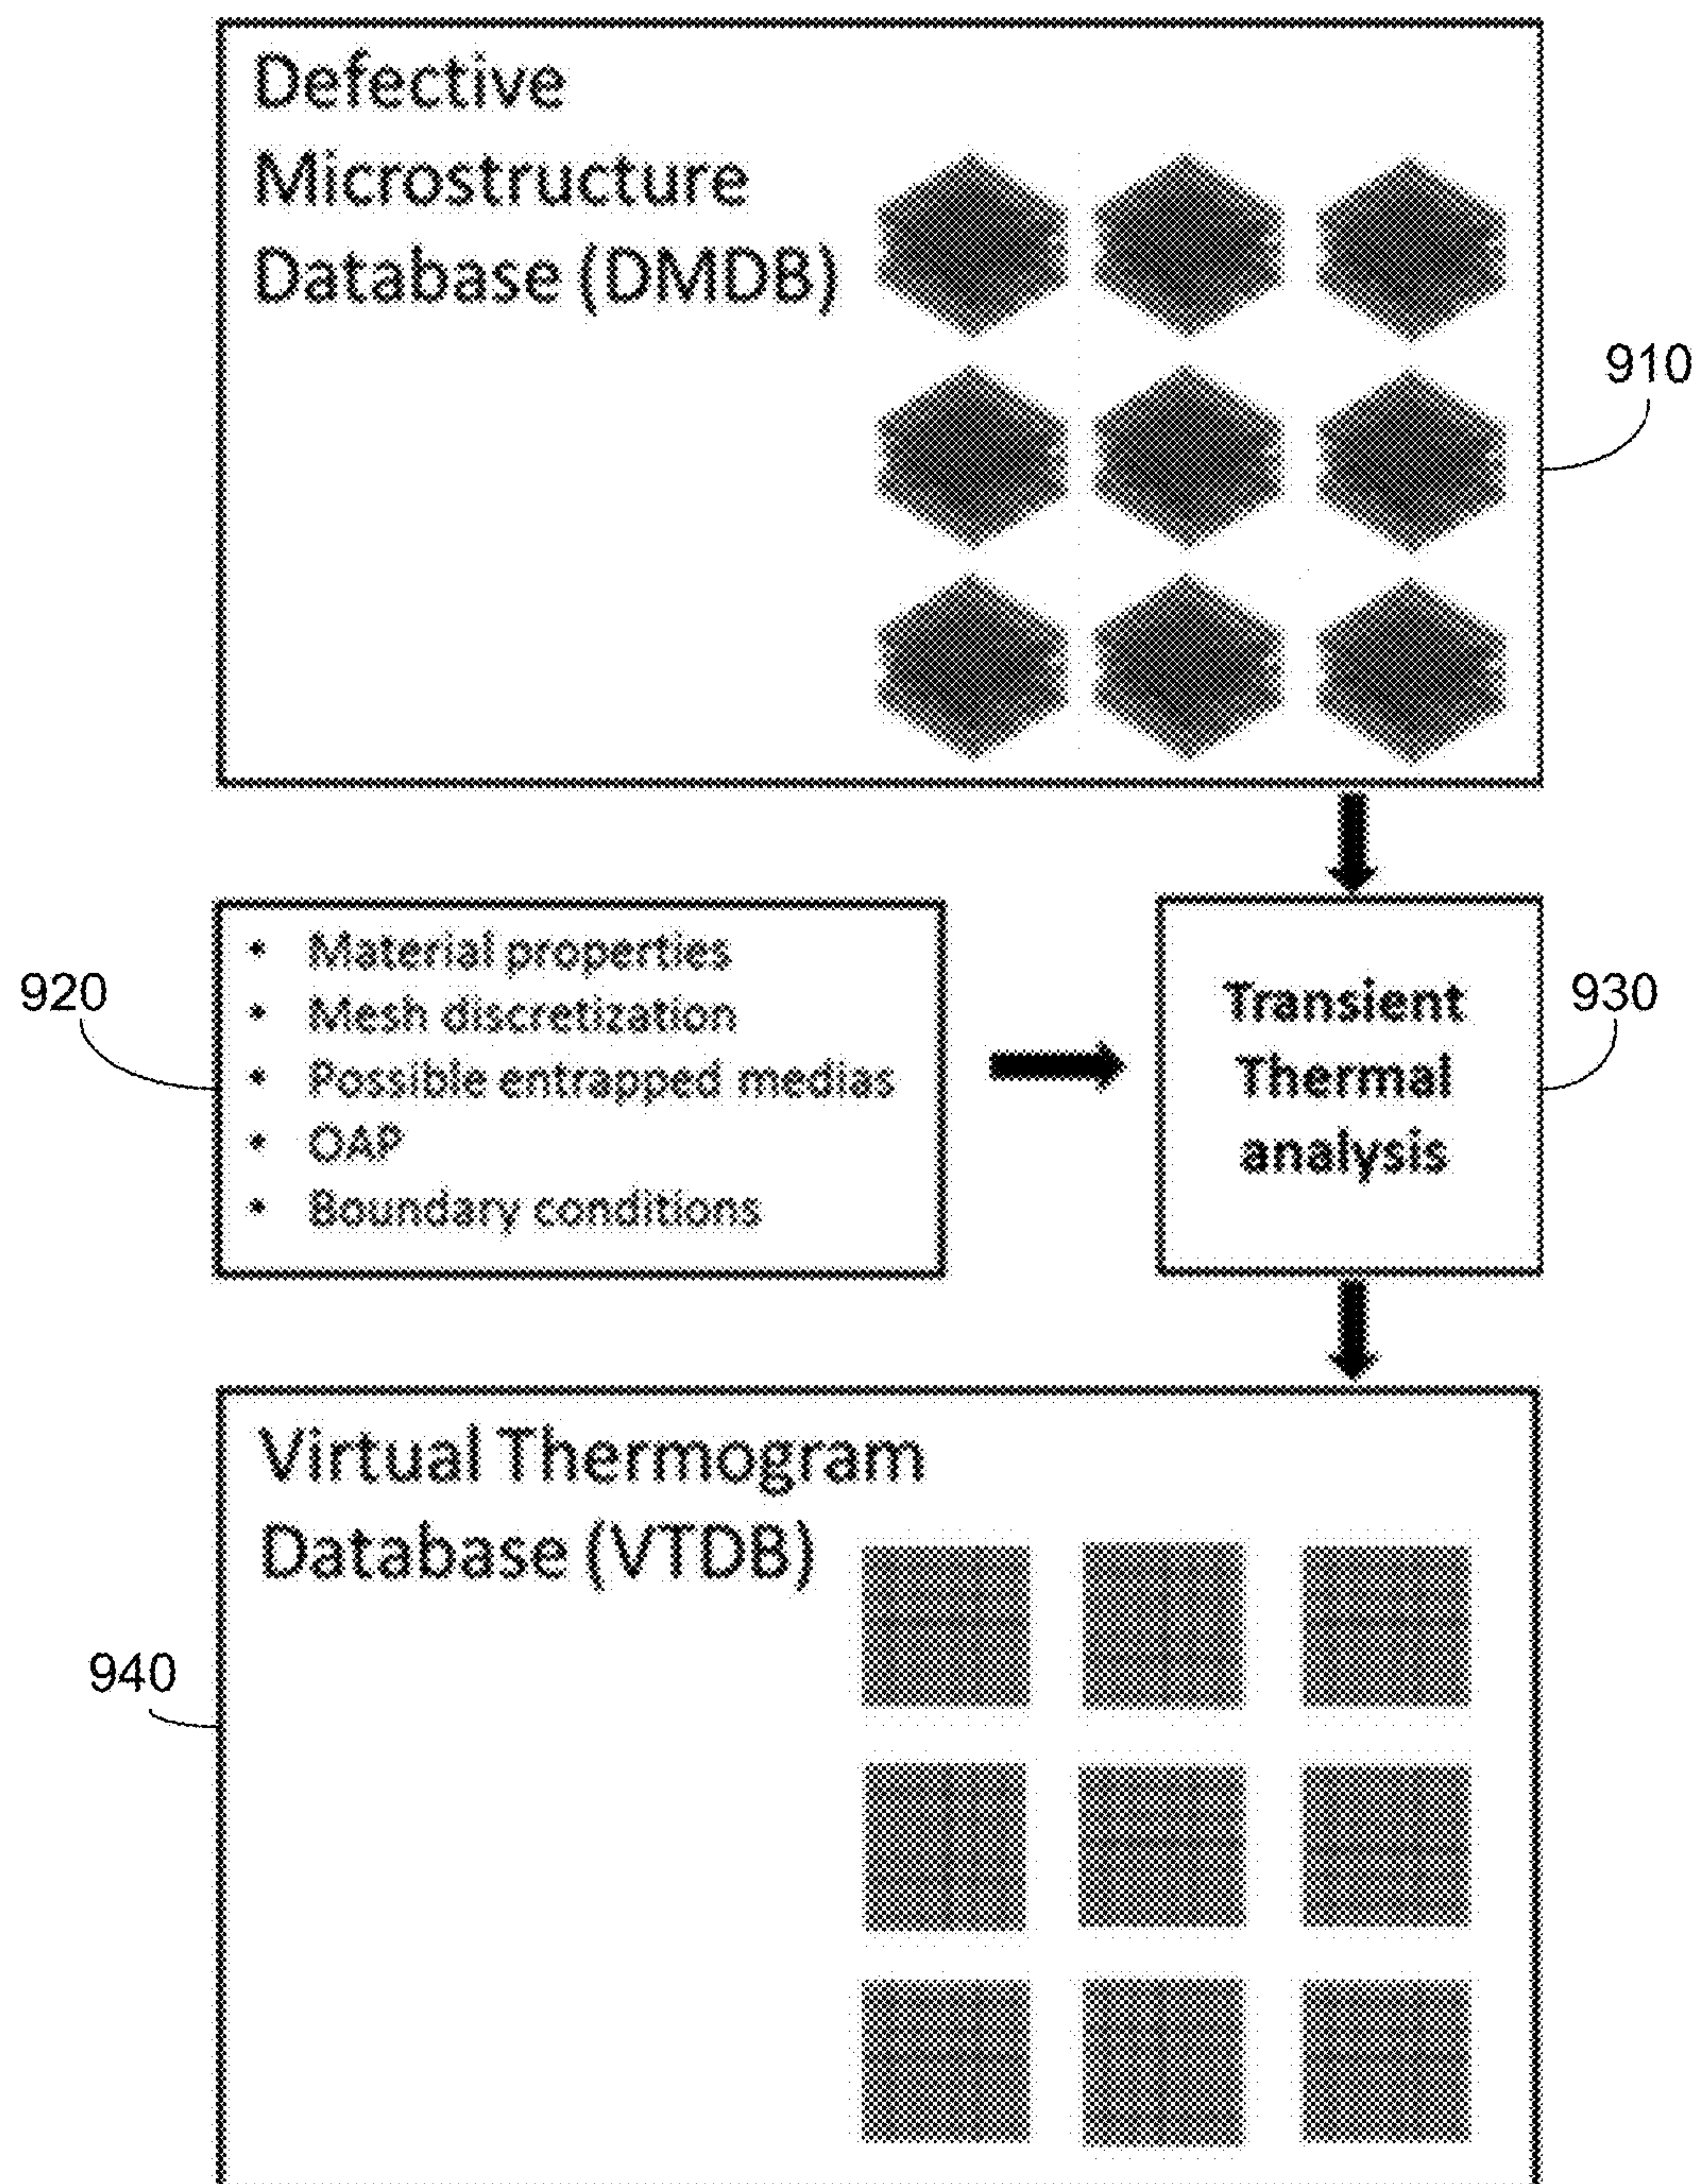 Defective
Microstructure
Database (DMDB)
910
• Material properties
• Mesh discretization
• Possible entrapped medias
• OAP
• Boundary conditions
920
Transient
Thermal
analysis
930
Virtual Thermogram
Database (VTDB)
940